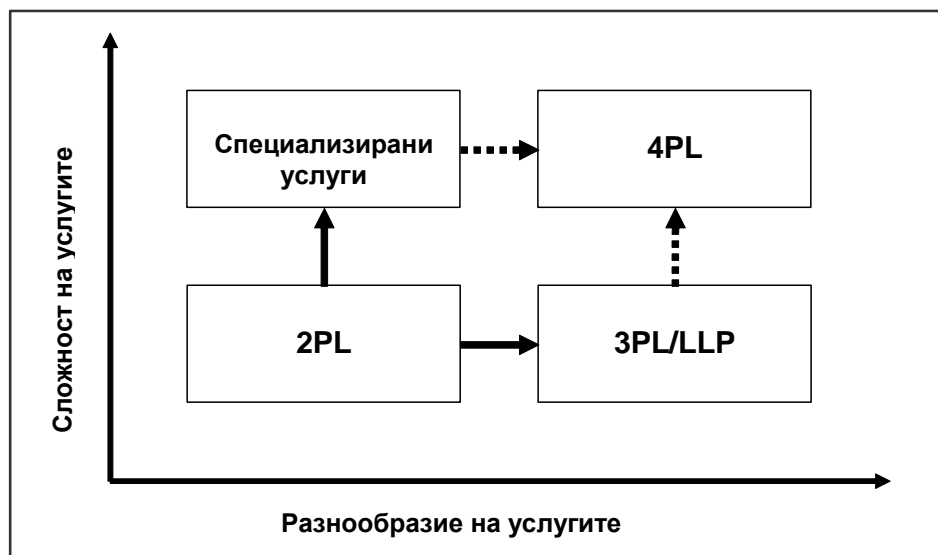 Сложност на услугите
Специализирани
услуги
4PL
2PL
3PL/LLP
Разнообразие на услугите